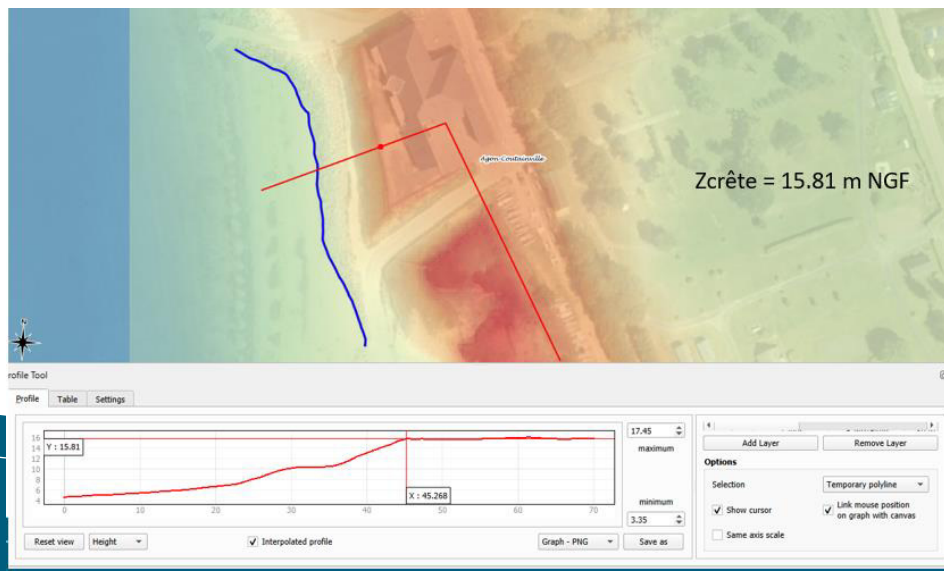 Agon-Coutainville
Zcrête = 15.81 m NGF
N
rofile Tool
Profile Table Settings
16
14
12
10
8
6
4
Y : 15.81
X : 45.268
0 10 20 30 40 50 60 70
17.45
maximum
minimum
3.35
Reset view Height Interpolated profile Graph - PNG Save as
Add Layer Remove Layer
Options
Selection Temporary polyline
Show cursor Link mouse position
on graph with canvas
Same axis scale